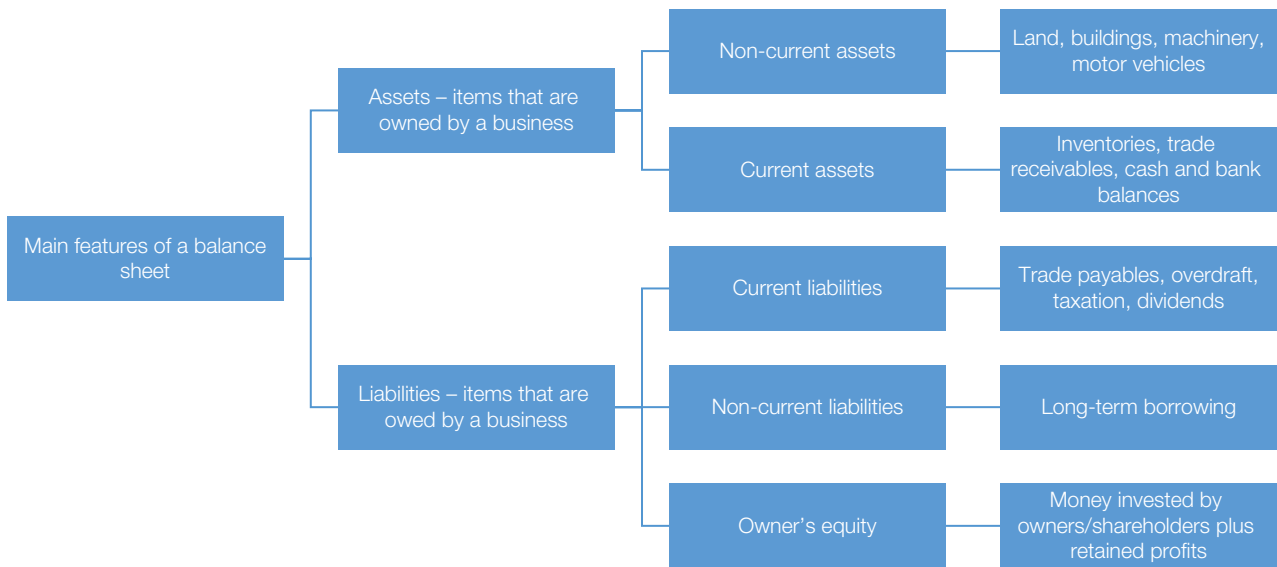 Main features of a balance
sheet
Assets – items that are
owned by a business
Non-current assets
Land, buildings, machinery,
motor vehicles
Current assets
Inventories, trade
receivables, cash and bank
balances
Liabilities – items that are
owed by a business
Current liabilities
Trade payables, overdraft,
taxation, dividends
Non-current liabilities
Long-term borrowing
Owner’s equity
Money invested by
owners/shareholders plus
retained profits